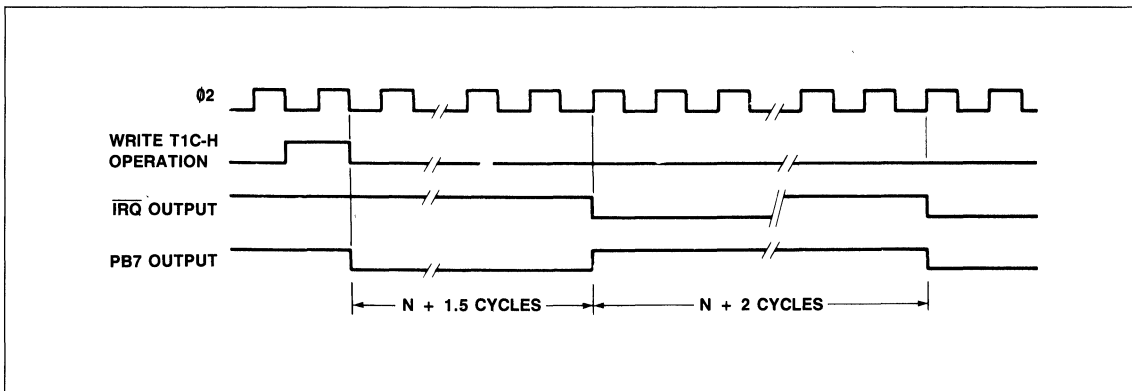 ϕ2
WRITE T1C-H
OPERATION
IRQ OUTPUT
PB7 OUTPUT
N + 1.5 CYCLES
N + 2 CYCLES